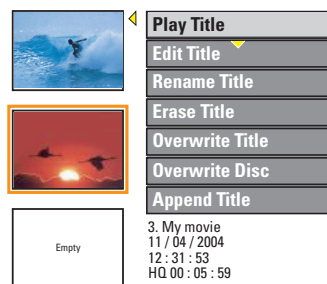 Play Title
Edit Title
Rename Title
Erase Title
Overwrite Title
Overwrite Disc
Append Title
Empty
3. My movie
11 / 04 / 2004
12 : 31 : 53
HQ 00 : 05 : 59